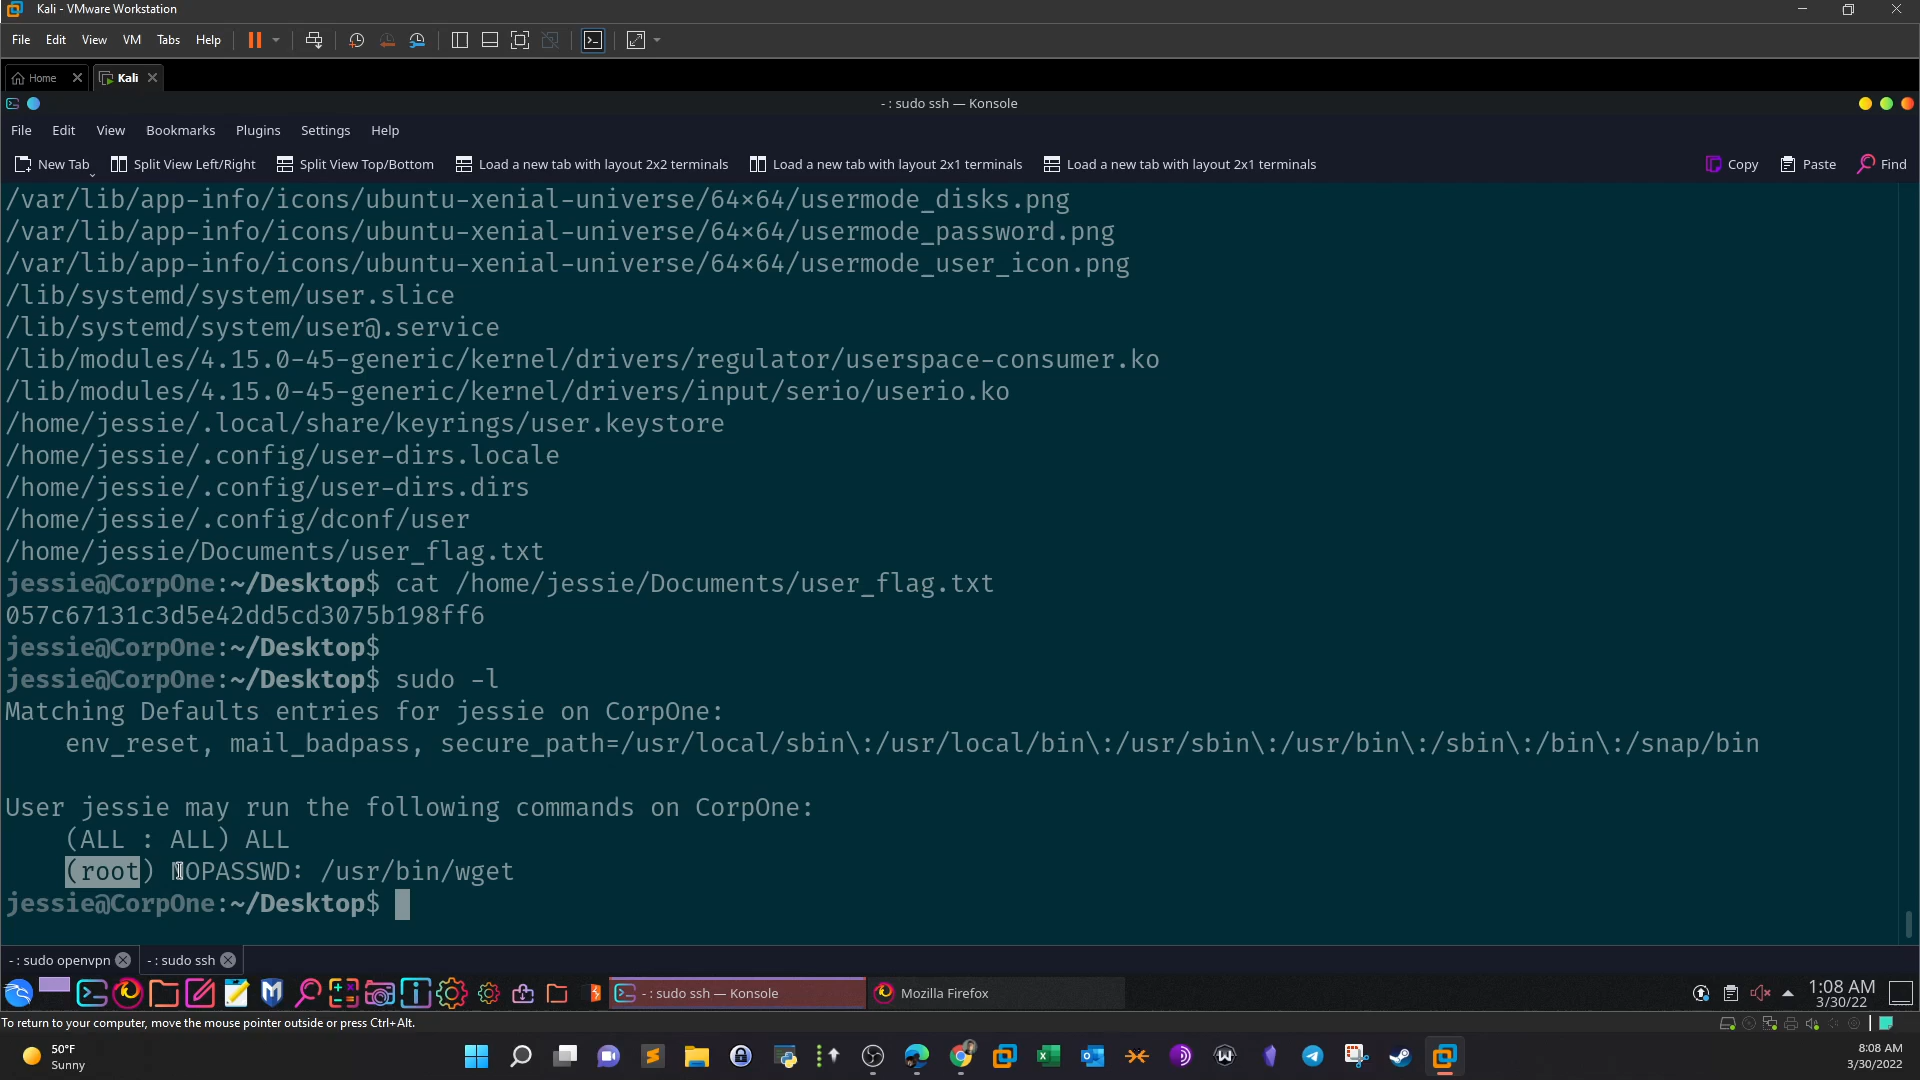 Kali - VMware Workstation
File Edit View VM Tabs Help
Home Kali
- : sudo ssh — Konsole
File Edit View Bookmarks Plugins Settings Help
New Tab Split View Left/Right Split View Top/Bottom Load a new tab with layout 2x2 terminals Load a new tab with layout 2x1 terminals Load a new tab with layout 2x1 terminals Copy Paste Find
/var/lib/app-info/icons/ubuntu-xenial-universe/64×64/usermode_disks.png
/var/lib/app-info/icons/ubuntu-xenial-universe/64×64/usermode_password.png
/var/lib/app-info/icons/ubuntu-xenial-universe/64×64/usermode_user_icon.png
/lib/systemd/system/user.slice
/lib/systemd/system/user@.service
/lib/modules/4.15.0-45-generic/kernel/drivers/regulator/userspace-consumer.ko
/lib/modules/4.15.0-45-generic/kernel/drivers/input/serio/userio.ko
/home/jessie/.local/share/keyrings/user.keystore
/home/jessie/.config/user-dirs.locale
/home/jessie/.config/user-dirs.dirs
/home/jessie/.config/dconf/user
/home/jessie/Documents/user_flag.txt
jessie@CorpOne:~/Desktop$ cat /home/jessie/Documents/user_flag.txt
057c67131c3d5e42dd5cd3075b198ff6
jessie@CorpOne:~/Desktop$
jessie@CorpOne:~/Desktop$ sudo -l
Matching Defaults entries for jessie on CorpOne:
env_reset, mail_badpass, secure_path=/usr/local/sbin\:/usr/local/bin\:/usr/sbin\:/usr/bin\:/sbin\:/bin\:/snap/bin
User jessie may run the following commands on CorpOne:
(ALL : ALL) ALL
(root) NOPASSWD: /usr/bin/wget
jessie@CorpOne:~/Desktop$
- : sudo openvpn - : sudo ssh
- : sudo ssh — Konsole Mozilla Firefox 1:08 AM
3/30/22
To return to your computer, move the mouse pointer outside or press Ctrl+Alt.
50°F
Sunny
8:08 AM
3/30/2022